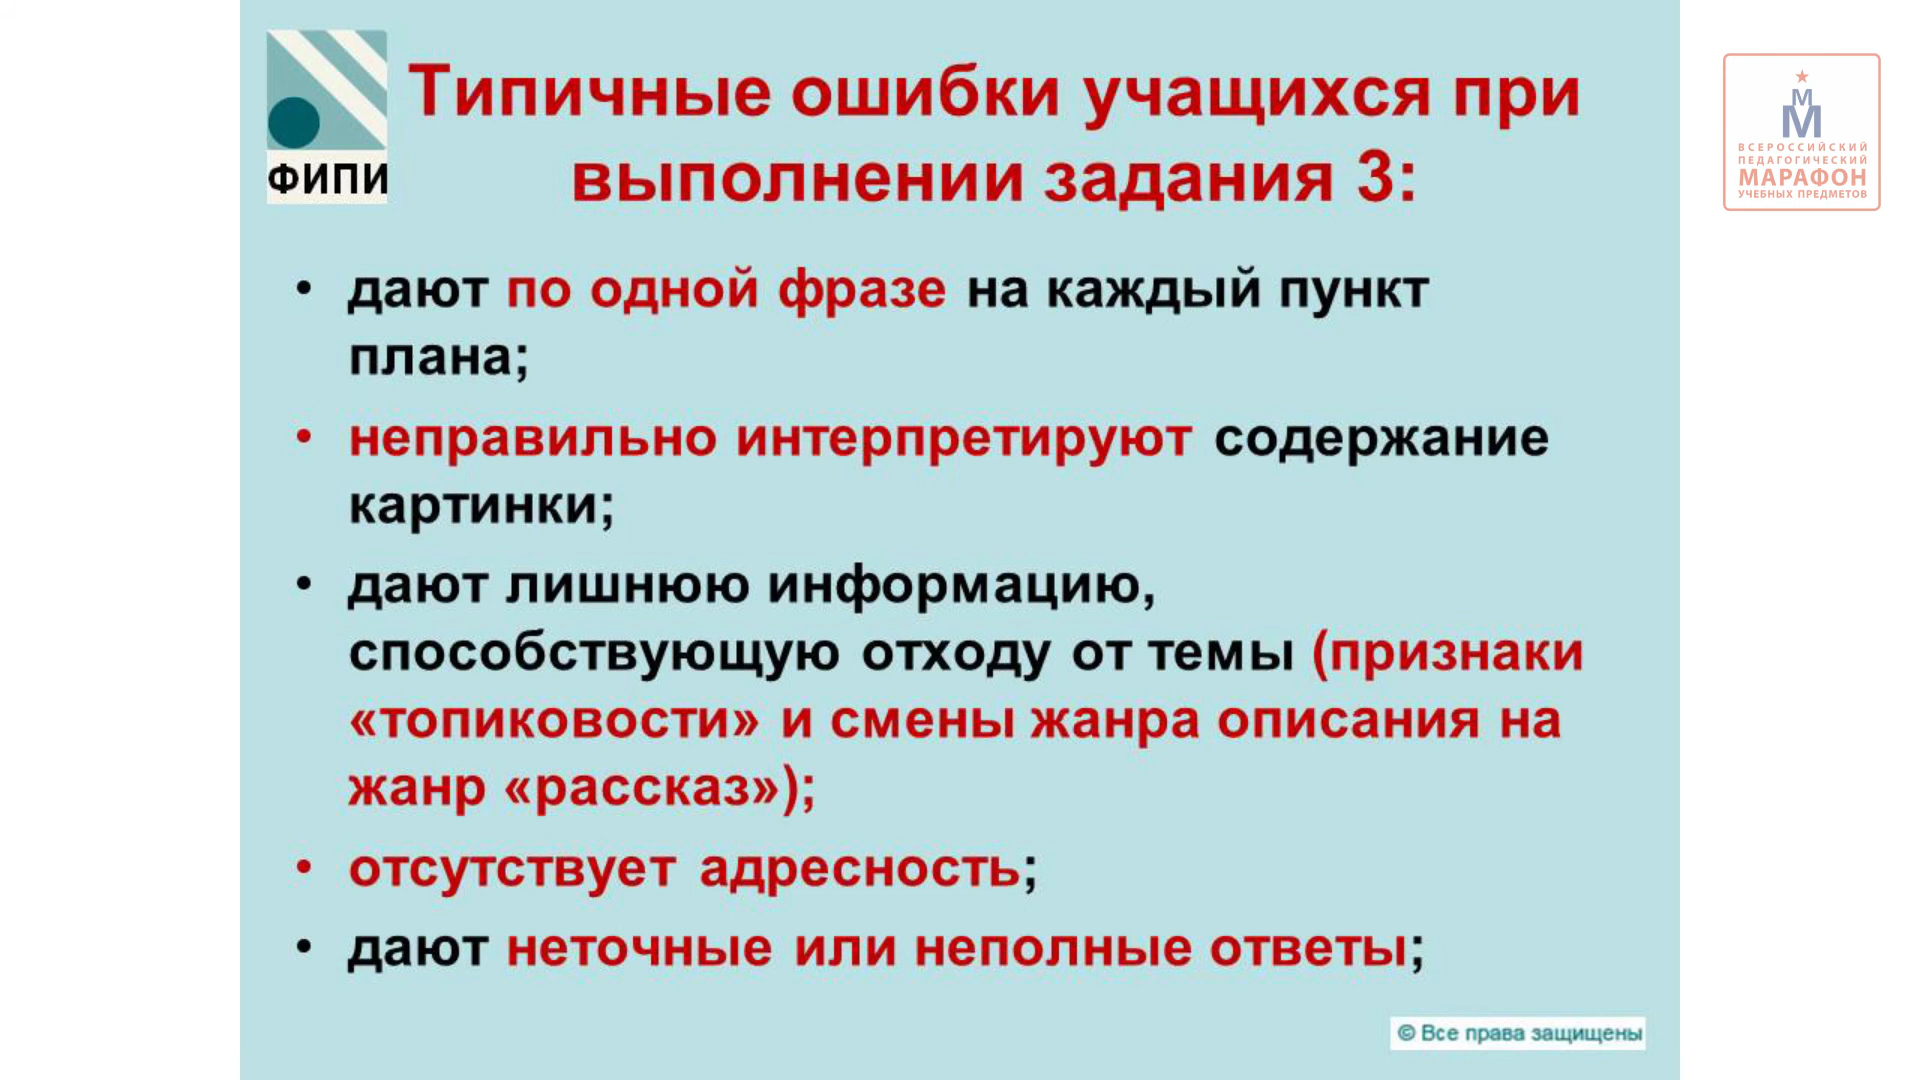 Типичные ошибки учащихся при
выполнении задания 3:
ФИПИ
М
М
ВСЕРОССИЙСКИЙ
ПЕДАГОГИЧЕСКИЙ
МАРАФОН
УЧЕБНЫХ ПРЕДМЕТОВ
• дают по одной фразе на каждый пункт
плана;
• неправильно интерпретируют содержание
картинки;
• дают лишнюю информацию,
способствующую отходу от темы (признаки
«топиковости» и смены жанра описания на
жанр «рассказ»);
• отсутствует адресность;
• дают неточные или неполные ответы;
© Все права защищены